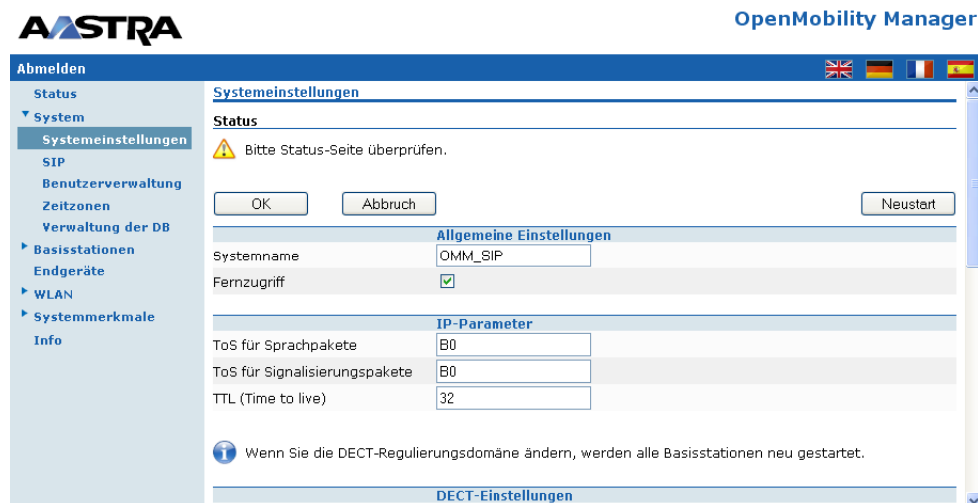 AASTRA
OpenMobility Manager
Abmelden
Status
System
Systemeinstellungen
SIP
Benutzerverwaltung
Zeitzonen
Verwaltung der DB
Basisstationen
Endgeräte
WLAN
Systemmerkmale
Info
Systemeinstellungen
Status
Bitte Status-Seite überprüfen.
OK Abbruch Neustart
Allgemeine Einstellungen
Systemname OMM_SIP
Fernzugriff
IP-Parameter
ToS für Sprachpakete B0
ToS für Signalisierungspakete B0
TTL (Time to live) 32
Wenn Sie die DECT-Regulierungsdomäne ändern, werden alle Basisstationen neu gestartet.
DECT-Einstellungen